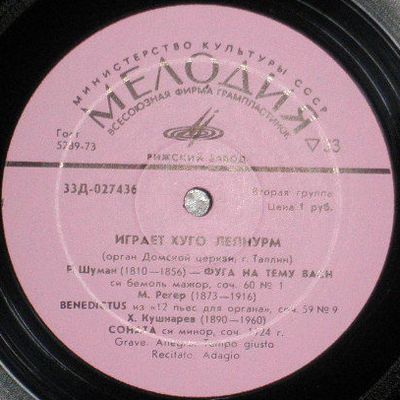 МИНИСТЕРСТВО КУЛЬТУРЫ СССР
МЕЛОДИЯ
ВСЕСОЮЗНАЯ ФИРМА ГРАМПЛАСТИНОК
Гост
5289-73
33
РИЖСКИЙ ЗАВОД
33Д-027436
Вторая группа
Цена 1 руб.
ИГРАЕТ ХУГО ЛЕПНУРМ
(орган Домской церкви, г. Таллин)
Р. Шуман (1810—1856) — ФУГА НА ТЕМУ BACH
си бемоль мажор, соч. 60 № 1
М. Регер (1873—1916)
BENEDICTUS из «12 пьес для органа», соч. 59 № 9
Х. Кушнарев (1890—1960)
СОНАТА си минор, соч. 1924 г.
Grave. Allegro. Tempo giusto
Recitato. Adagio